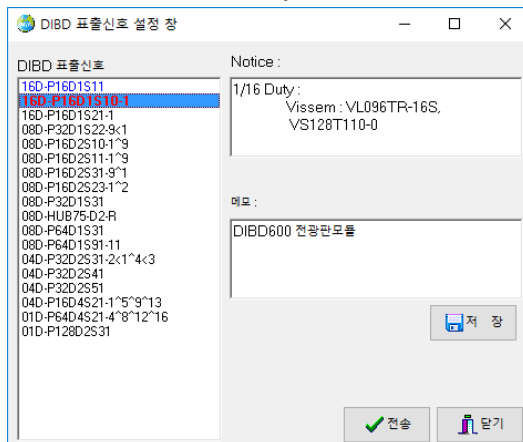 DIBD 표출신호 설정 창
DIBD 표출신호
16D-P16D1S11
16D-P16D1S10-1
16D-P16D1S21-1
08D-P32D1S22-9<1
08D-P16D2S10-1^9
08D-P16D2S11-1^9
08D-P16D2S31-9^1
08D-P16D2S23-1^2
08D-P32D1S31
08D-HUB75-D2-R
08D-P64D1S31
08D-P64D1S91-11
04D-P32D2S31-2<1^4<3
04D-P32D2S41
04D-P32D2S51
04D-P16D4S21-1^5^9^13
01D-P64D4S21-4^8^12^16
01D-P128D2S31
Notice :
1/16 Duty :
Vissem : VL096TR-16S,
VS128T110-0
메모 :
DIBD600 전광판모듈
저 장
전송
닫기